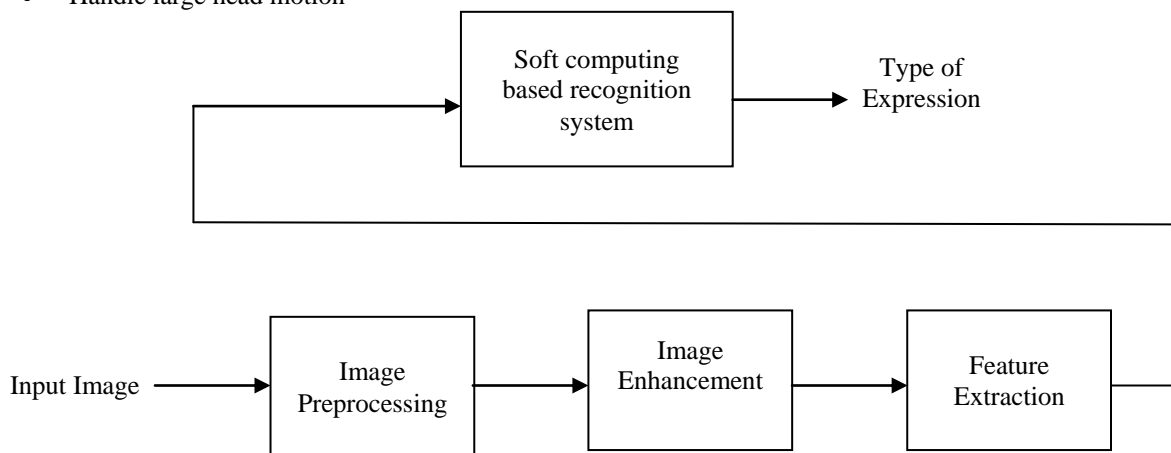 • Handle large head motion
Soft computing
based recognition
system
Type of
Expression
Input Image
Image
Preprocessing
Image
Enhancement
Feature
Extraction